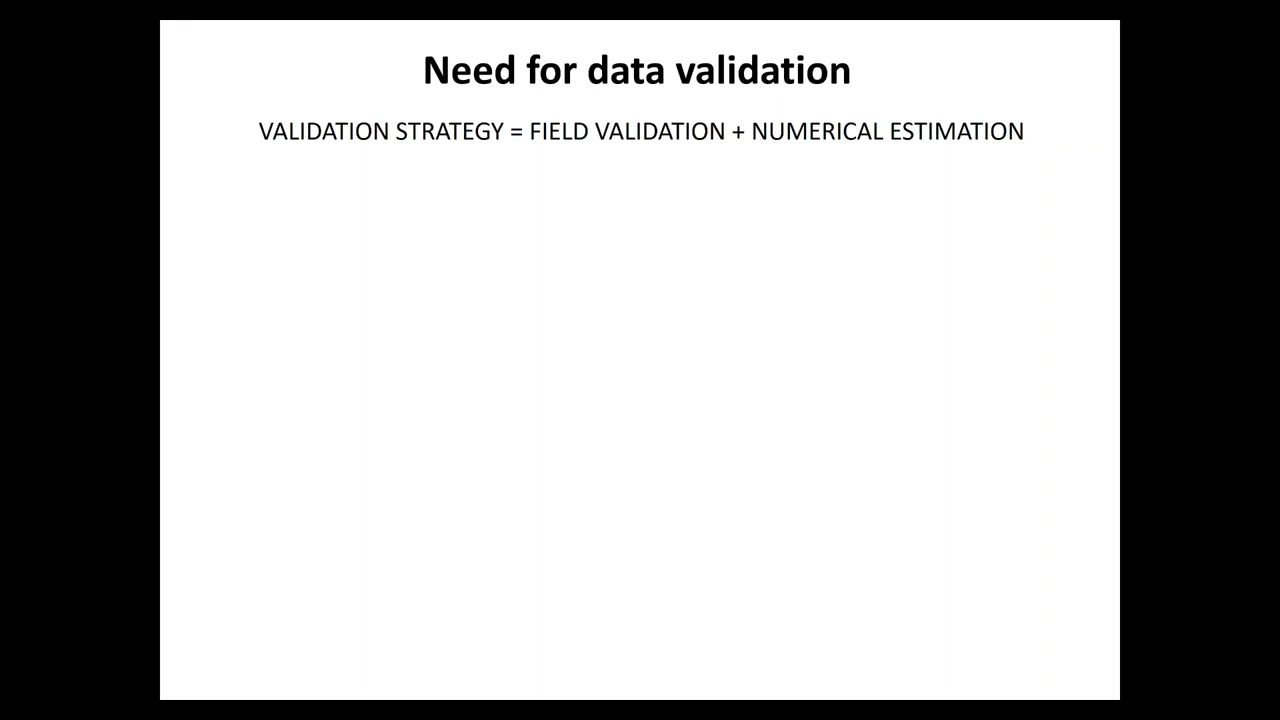 Need for data validation
VALIDATION STRATEGY = FIELD VALIDATION + NUMERICAL ESTIMATION